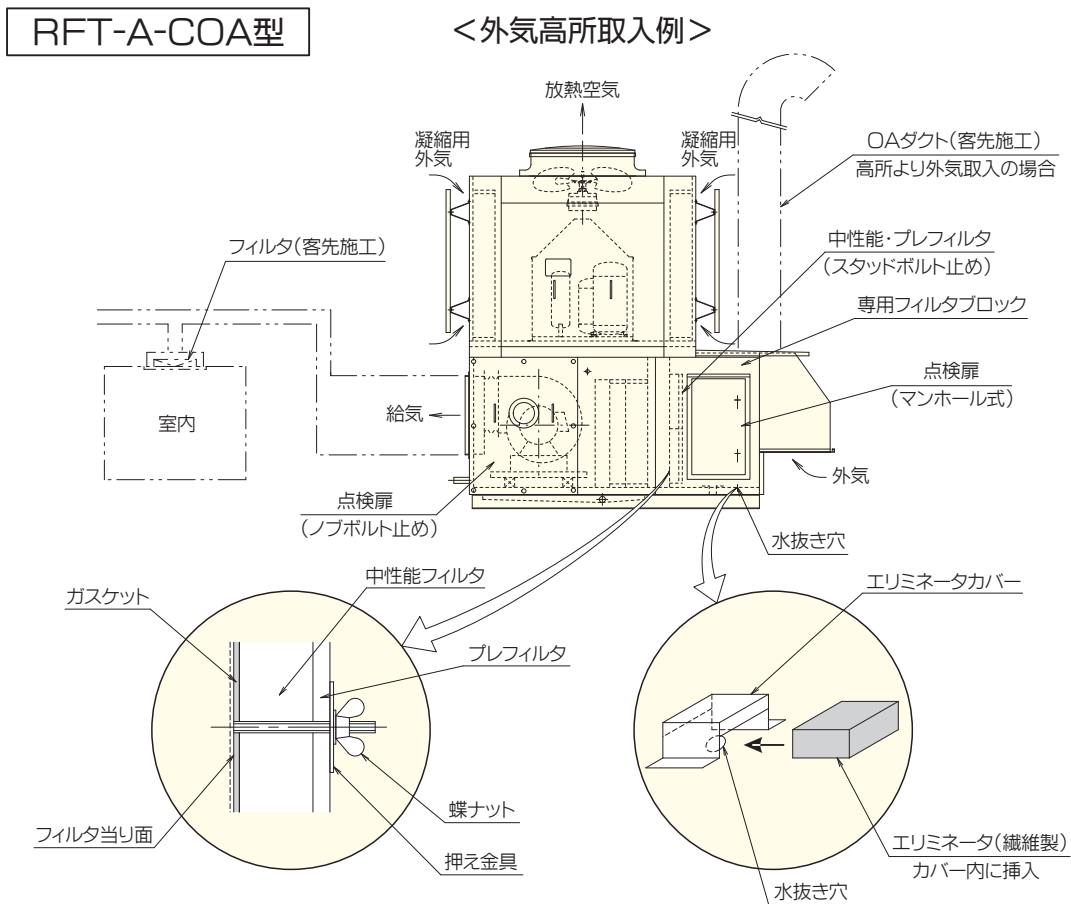 RFT-A-COA型
<外気高所取入例>
放熱空気
凝縮用
外気
凝縮用
外気
OAダクト(客先施工)
高所より外気取入の場合
フィルタ(客先施工)
中性能・プレフィルタ
(スタッドボルト止め)
専用フィルタブロック
点検扉
(マンホール式)
室内
給気
外気
点検扉
(ノブボルト止め)
水抜き穴
中性能フィルタ
エリミネータカバー
ガスケット
プレフィルタ
蝶ナット
フィルタ当り面
押え金具
エリミネータ(繊維製)
カバー内に挿入
水抜き穴